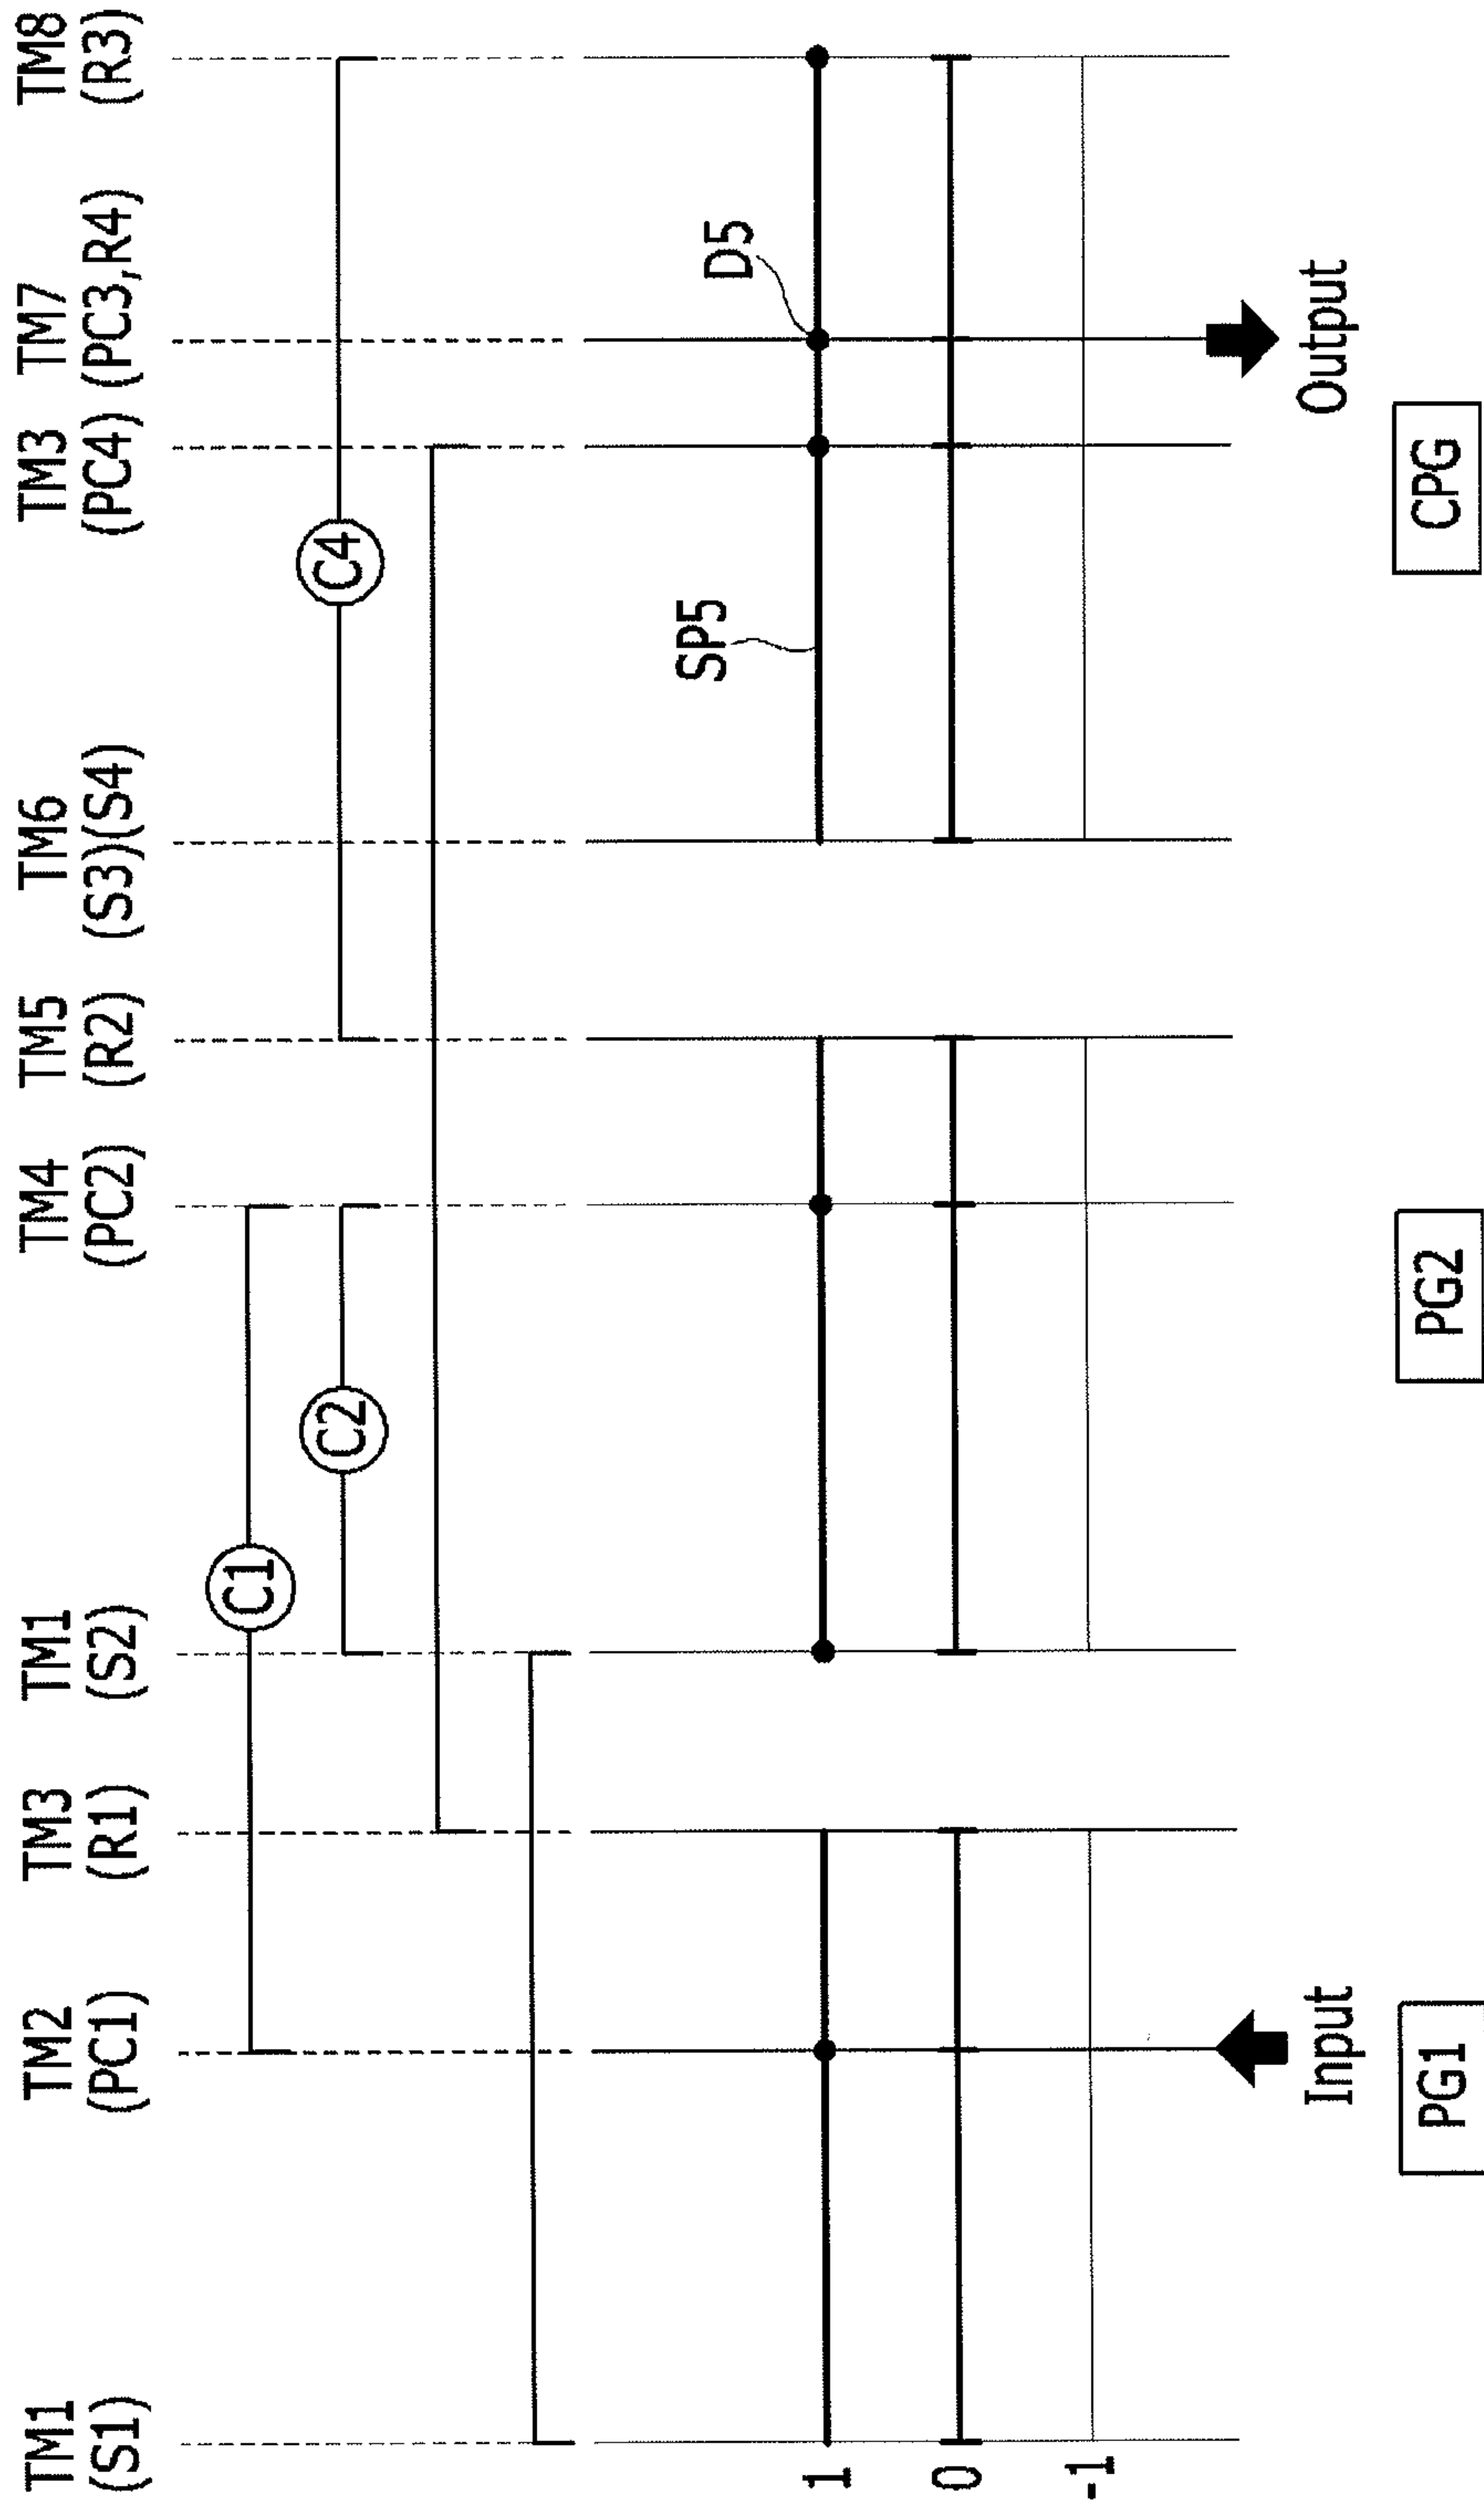 TM1
(S1)
TM2
(PC1)
TM3
(R1)
TM1
(S2)
TM4
(PC2)
TM5
(R2)
TM6
(S3)(S4)
TM3
(PC4)
TM7
(PC3,R4)
TM8
(R3)
C1
C2
C4
SP5
D5
1
0
-1
Input
Output
PG1
PG2
CPG